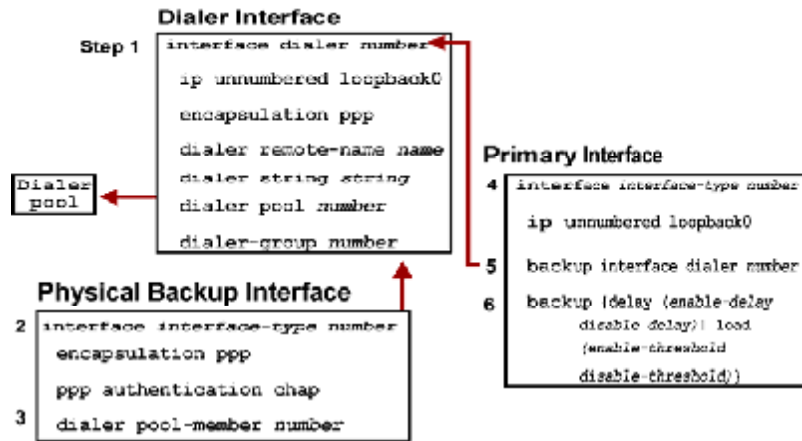 Dialer Interface
Step 1
interface dialer number
ip unnumbered loopback0
encapsulation ppp
dialer remote-name name
dialer string string
dialer pool number
dialer-group number
Dialer
pool
Primary Interface
4
interface interface-type number
ip unnumbered loopback0
5
backup interface dialer number
6
backup {delay (enable-delay
disable-delay)| load
(enable-threshold
disable-threshold)}
Physical Backup Interface
2
interface interface-type number
encapsulation ppp
ppp authentication chap
3
dialer pool-member number